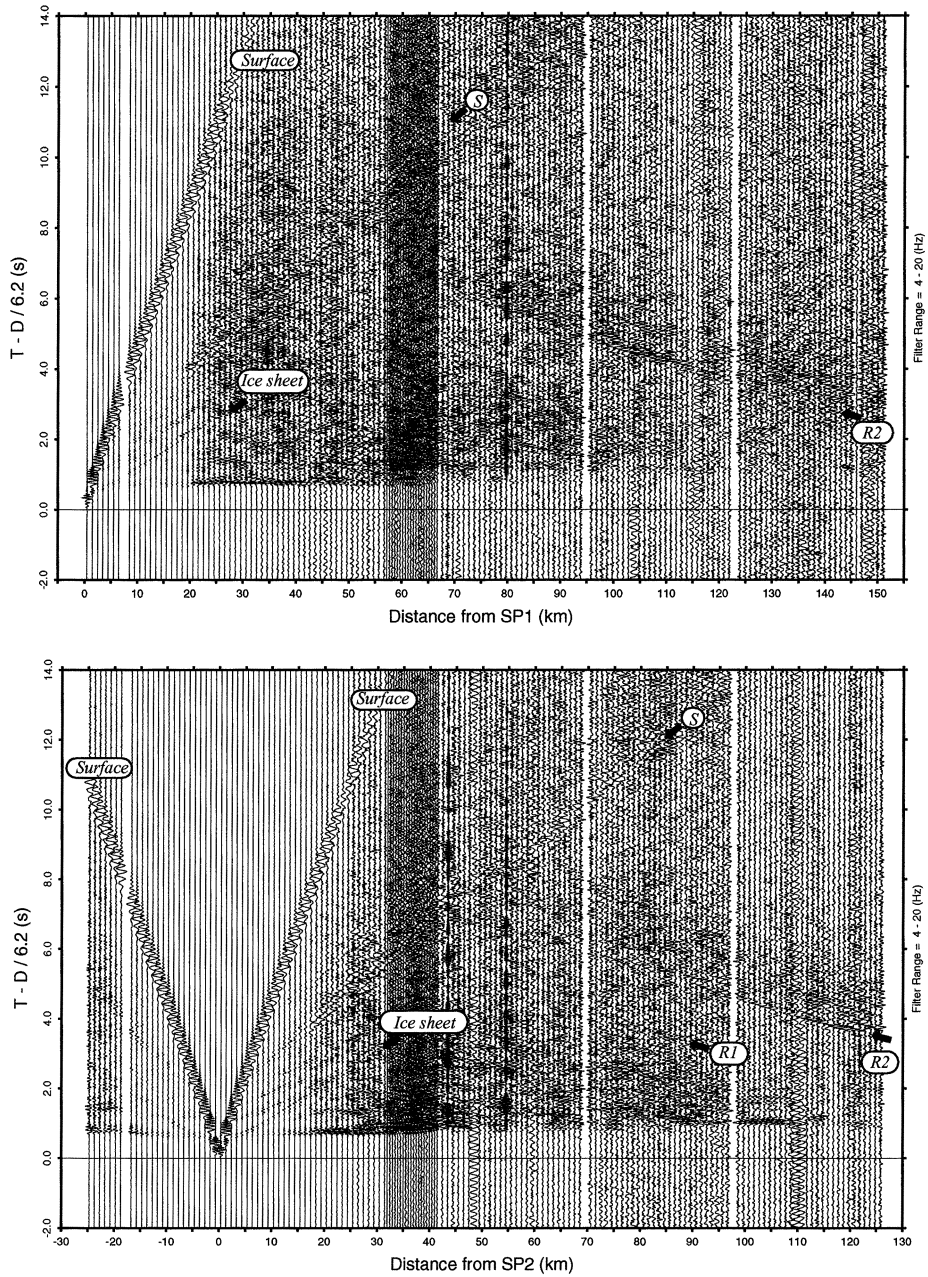 14.0
12.0
10.0
8.0
6.0
4.0
2.0
0.0
-2.0
T - D / 6.2 (s)
Surface
S
Ice sheet
R2
Filter Range = 4 - 20 (Hz)
0 10 20 30 40 50 60 70 80 90 100 110 120 130 140 150
Distance from SP1 (km)
14.0
12.0
10.0
8.0
6.0
4.0
2.0
0.0
-2.0
T - D / 6.2 (s)
Surface
Surface
S
Ice sheet
R1
R2
Filter Range = 4 - 20 (Hz)
-30 -20 -10 0 10 20 30 40 50 60 70 80 90 100 110 120 130
Distance from SP2 (km)